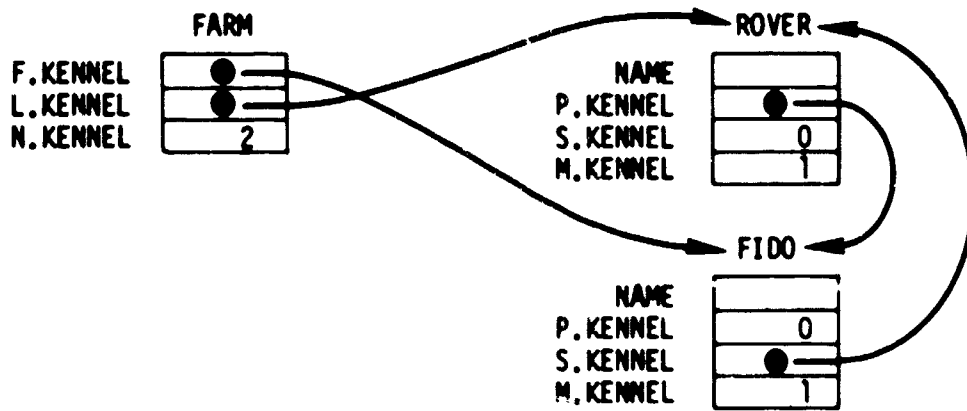 FARM
F.KENNEL
L.KENNEL
N.KENNEL 2
ROVER
NAME
P.KENNEL
S.KENNEL 0
M.KENNEL 1
FIDO
NAME
P.KENNEL 0
S.KENNEL
M.KENNEL 1